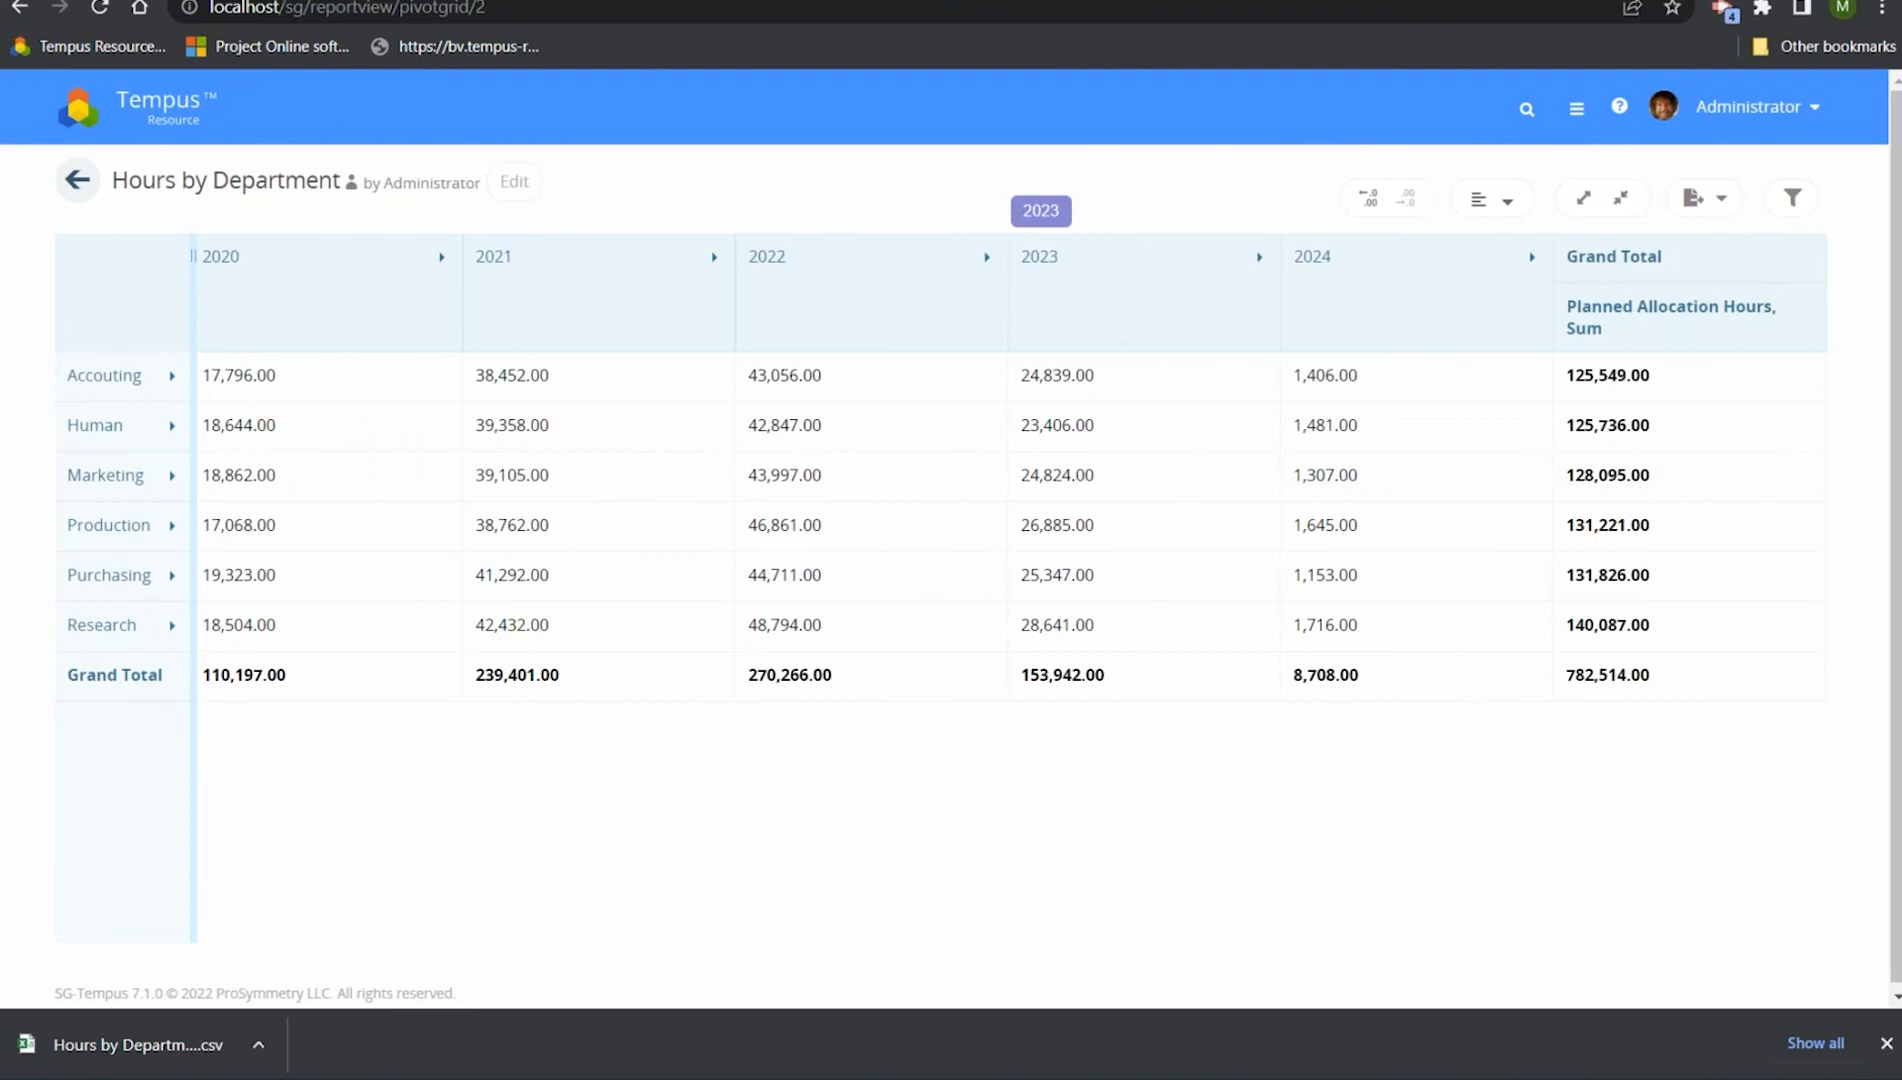 localhost/sg/reportview/pivotgrid/2
4
M
Tempus Resource... Project Online soft... https://bv.tempus-r... Other bookmarks
Tempus™
Resource
Administrator
Hours by Department by Administrator Edit
2023
←.0 .00
.00 →.0
2020 2021 2022 2023 2024 Grand Total
Planned Allocation Hours,
Sum
Accouting 17,796.00 38,452.00 43,056.00 24,839.00 1,406.00 125,549.00
Human 18,644.00 39,358.00 42,847.00 23,406.00 1,481.00 125,736.00
Marketing 18,862.00 39,105.00 43,997.00 24,824.00 1,307.00 128,095.00
Production 17,068.00 38,762.00 46,861.00 26,885.00 1,645.00 131,221.00
Purchasing 19,323.00 41,292.00 44,711.00 25,347.00 1,153.00 131,826.00
Research 18,504.00 42,432.00 48,794.00 28,641.00 1,716.00 140,087.00
Grand Total 110,197.00 239,401.00 270,266.00 153,942.00 8,708.00 782,514.00
SG-Tempus 7.1.0 © 2022 ProSymmetry LLC. All rights reserved.
Hours by Departm....csv Show all